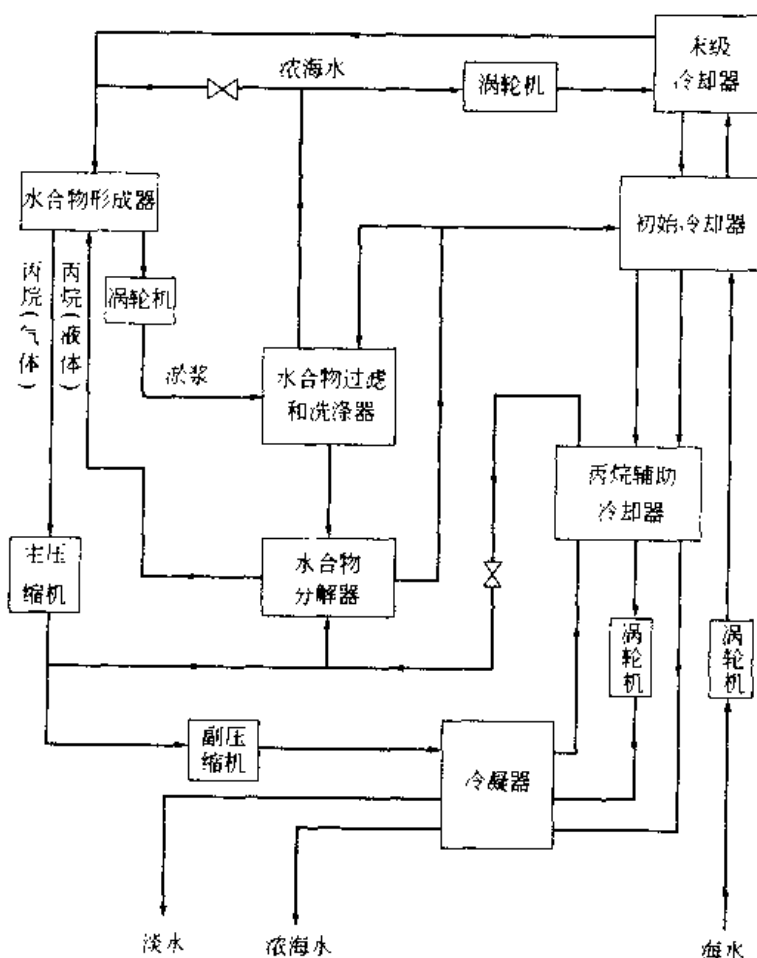 末级
冷却器
浓海水
涡轮机
水合物形成器
初始冷却器
丙烷(气体)
丙烷(液体)
涡轮机
淤浆
水合物过滤
和洗涤器
丙烷辅助
冷却器
主压
缩机
水合物
分解器
涡轮机
涡轮机
副压
缩机
冷凝器
淡水
浓海水
海水